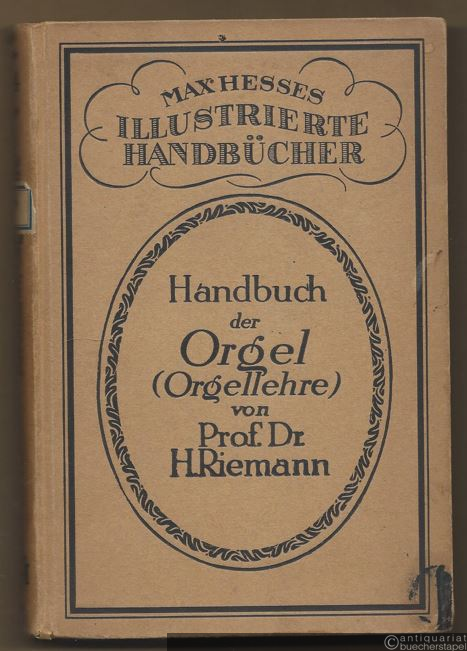 MAX HESSES
ILLUSTRIERTE
HANDBÜCHER
Handbuch
der
Orgel
(Orgellehre)
von
Prof. Dr.
H. Riemann
© antiquariat
buecherstapel